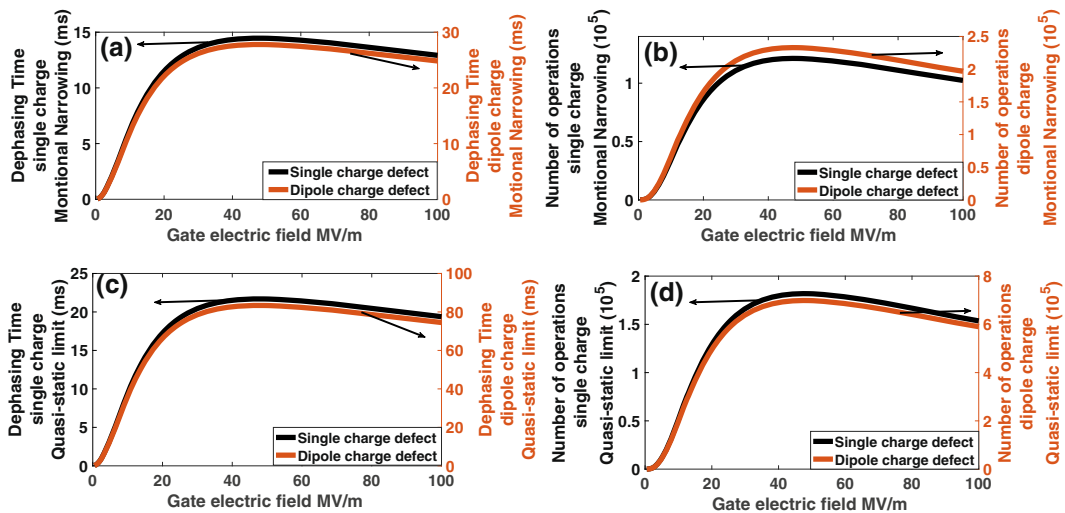 (a)
Dephasing Time
single charge
Montional Narrowing (ms)
15
10
5
0
30
20
10
0
Dephasing Time
dipole charge
Motional Narrowing (ms)
Single charge defect
Dipole charge defect
0 20 40 60 80 100
Gate electric field MV/m
(b)
Number of operations
single charge
Montional Narrowing (10^5)
1
0.5
0
2.5
2
1.5
1
0.5
0
Number of operations
dipole charge
Montional Narrowing (10^5)
Single charge defect
Dipole charge defect
0 20 40 60 80 100
Gate electric field MV/m
(c)
Dephasing Time
single charge
Quasi-static limit (ms)
25
20
15
10
5
0
100
80
60
40
20
0
Dephasing Time
dipole charge
Quasi-static limit (ms)
Single charge defect
Dipole charge defect
0 20 40 60 80 100
Gate electric field MV/m
(d)
Number of operations
single charge
Quasi-static limit (10^5)
2
1.5
1
0.5
0
8
6
4
2
0
Number of operations
dipole charge
Quasi-static limit (10^5)
Single charge defect
Dipole charge defect
0 20 40 60 80 100
Gate electric field MV/m